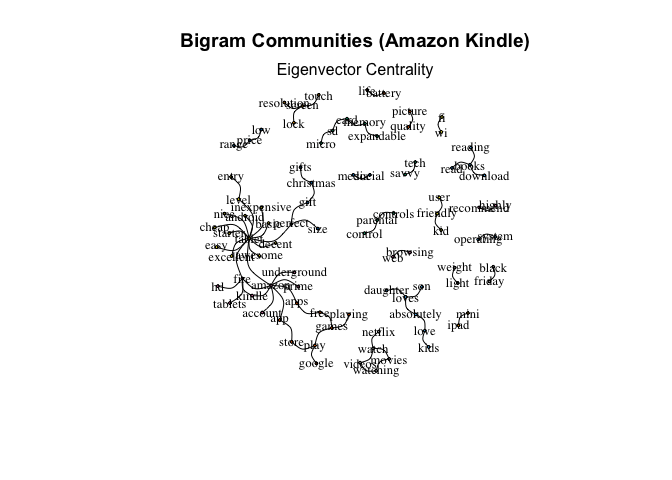 Bigram Communities (Amazon Kindle)
Eigenvector Centrality
life battery
touch
resolution screen
picture
lock
card memory
fi
quality
low
sd
wi
price
expandable
range
micro
reading
tech
read books
gifts
entry
medicial
savvy
download
christmas
user
level
gift
highly
inexpensive
controls
recommend
nice android
friendly
parental
cheap
basic perfect
size
kid
starter
control
system
tablet
operating
easy
decent
browsing
excellent awesome
web
weight
black
underground
fire
light
friday
hd
amazon prime
daughter
son
kindle
loves
tablets
apps
account
free playing
absolutely
mini
app
games
ipad
netflix
love
store play
watch
kids
movies
google
videos
watching